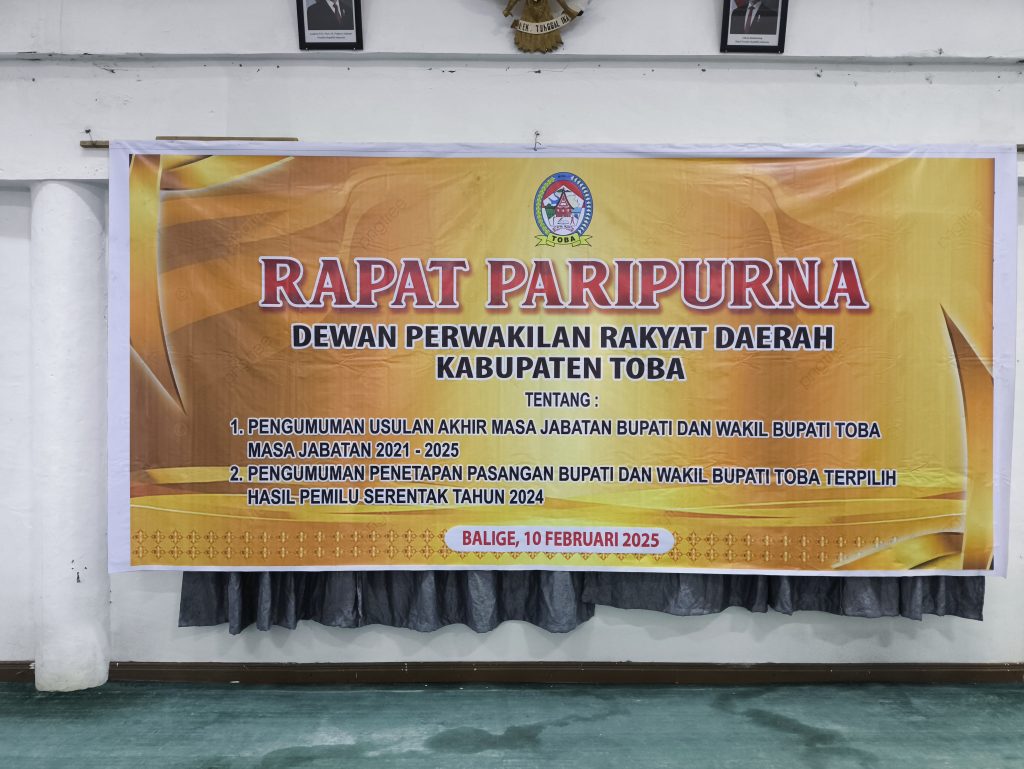 TUNGGAL
TOBA
RAPAT PARIPURNA
DEWAN PERWAKILAN RAKYAT DAERAH
KABUPATEN TOBA
TENTANG :
1. PENGUMUMAN USULAN AKHIR MASA JABATAN BUPATI DAN WAKIL BUPATI TOBA
MASA JABATAN 2021 - 2025
2. PENGUMUMAN PENETAPAN PASANGAN BUPATI DAN WAKIL BUPATI TOBA TERPILIH
HASIL PEMILU SERENTAK TAHUN 2024
BALIGE, 10 FEBRUARI 2025